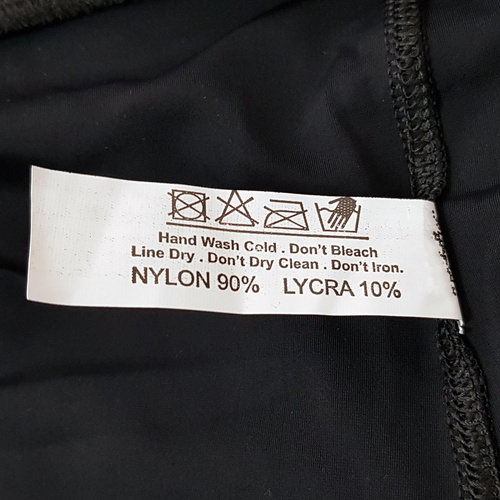 Hand Wash Cold . Don't Bleach
Line Dry . Don't Dry Clean . Don't Iron.
NYLON 90% LYCRA 10%